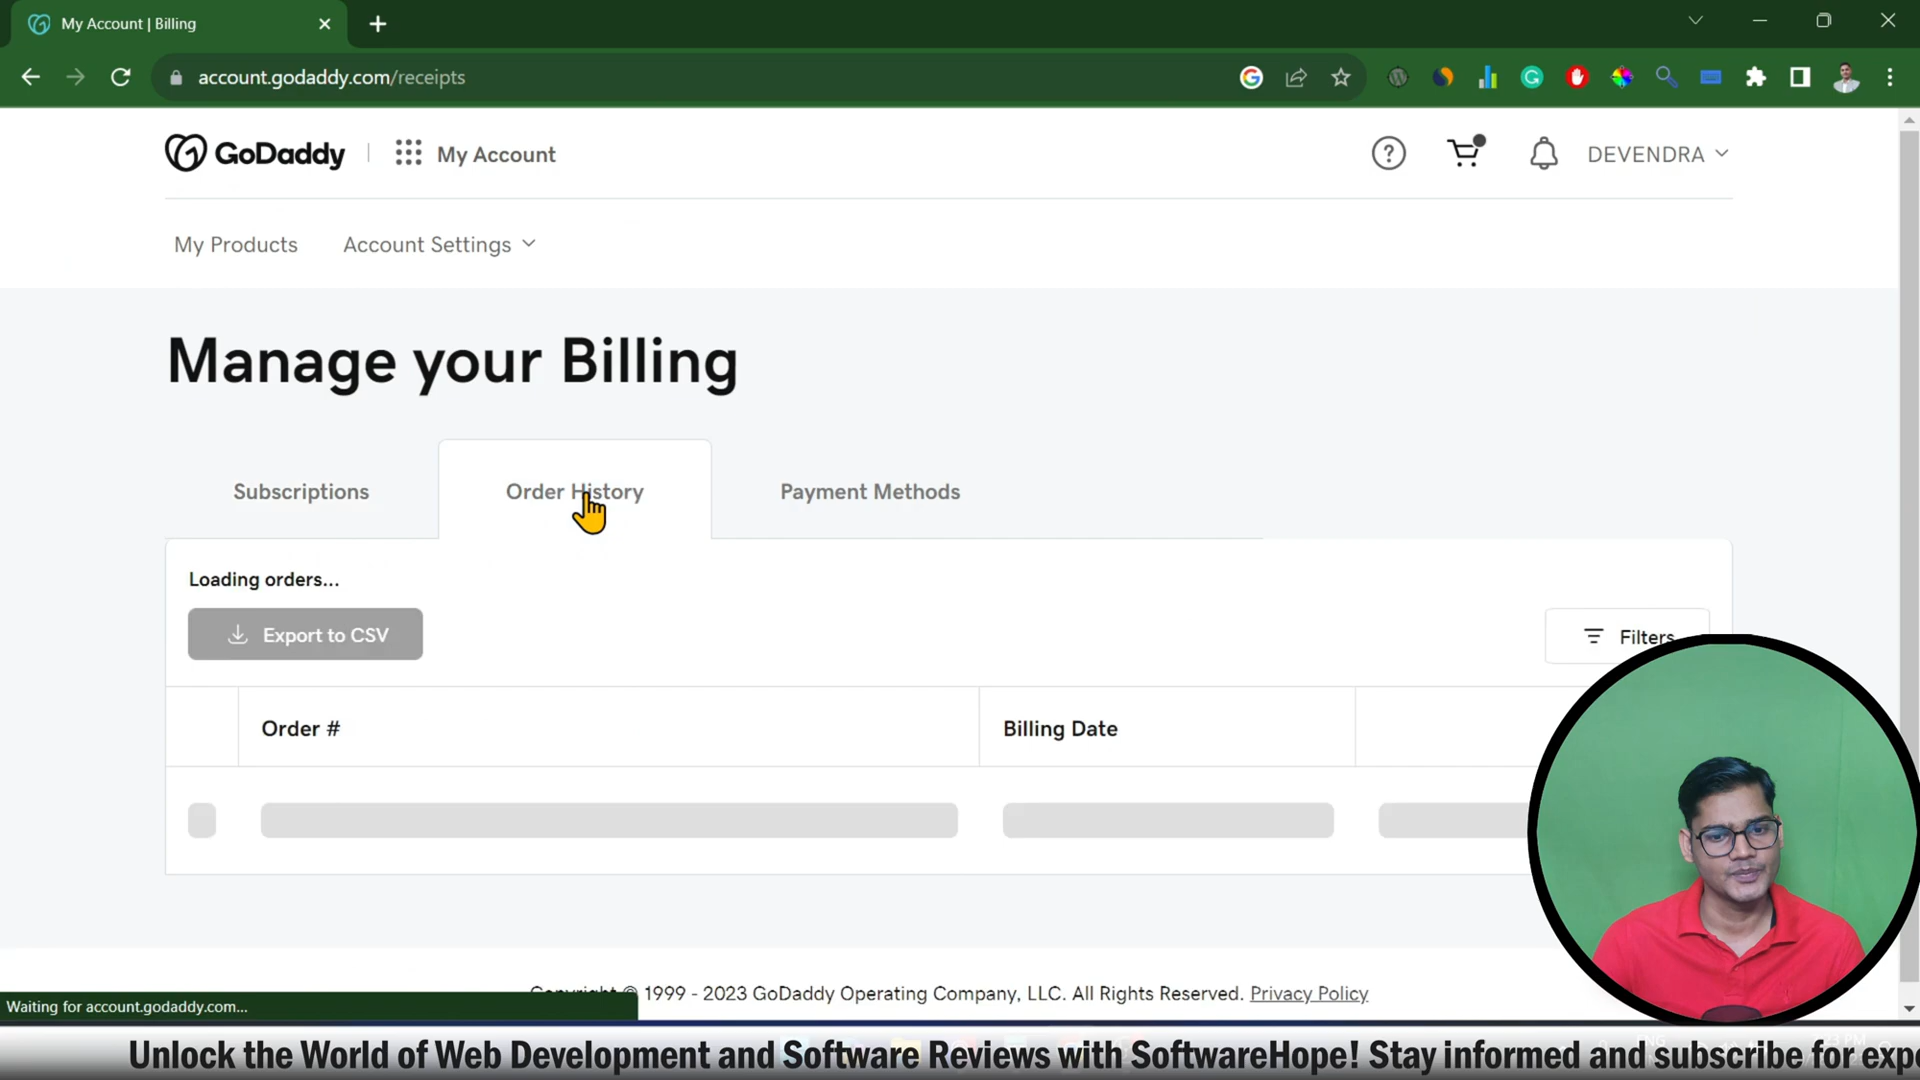 My Account | Billing
account.godaddy.com/receipts
GoDaddy
My Account
DEVENDRA
My Products
Account Settings
Manage your Billing
Subscriptions
Order History
Payment Methods
Loading orders...
Export to CSV
Filters
Order #
Billing Date
Copyright © 1999 - 2023 GoDaddy Operating Company, LLC. All Rights Reserved. Privacy Policy
Waiting for account.godaddy.com...
Unlock the World of Web Development and Software Reviews with SoftwareHope! Stay informed and subscribe for expe